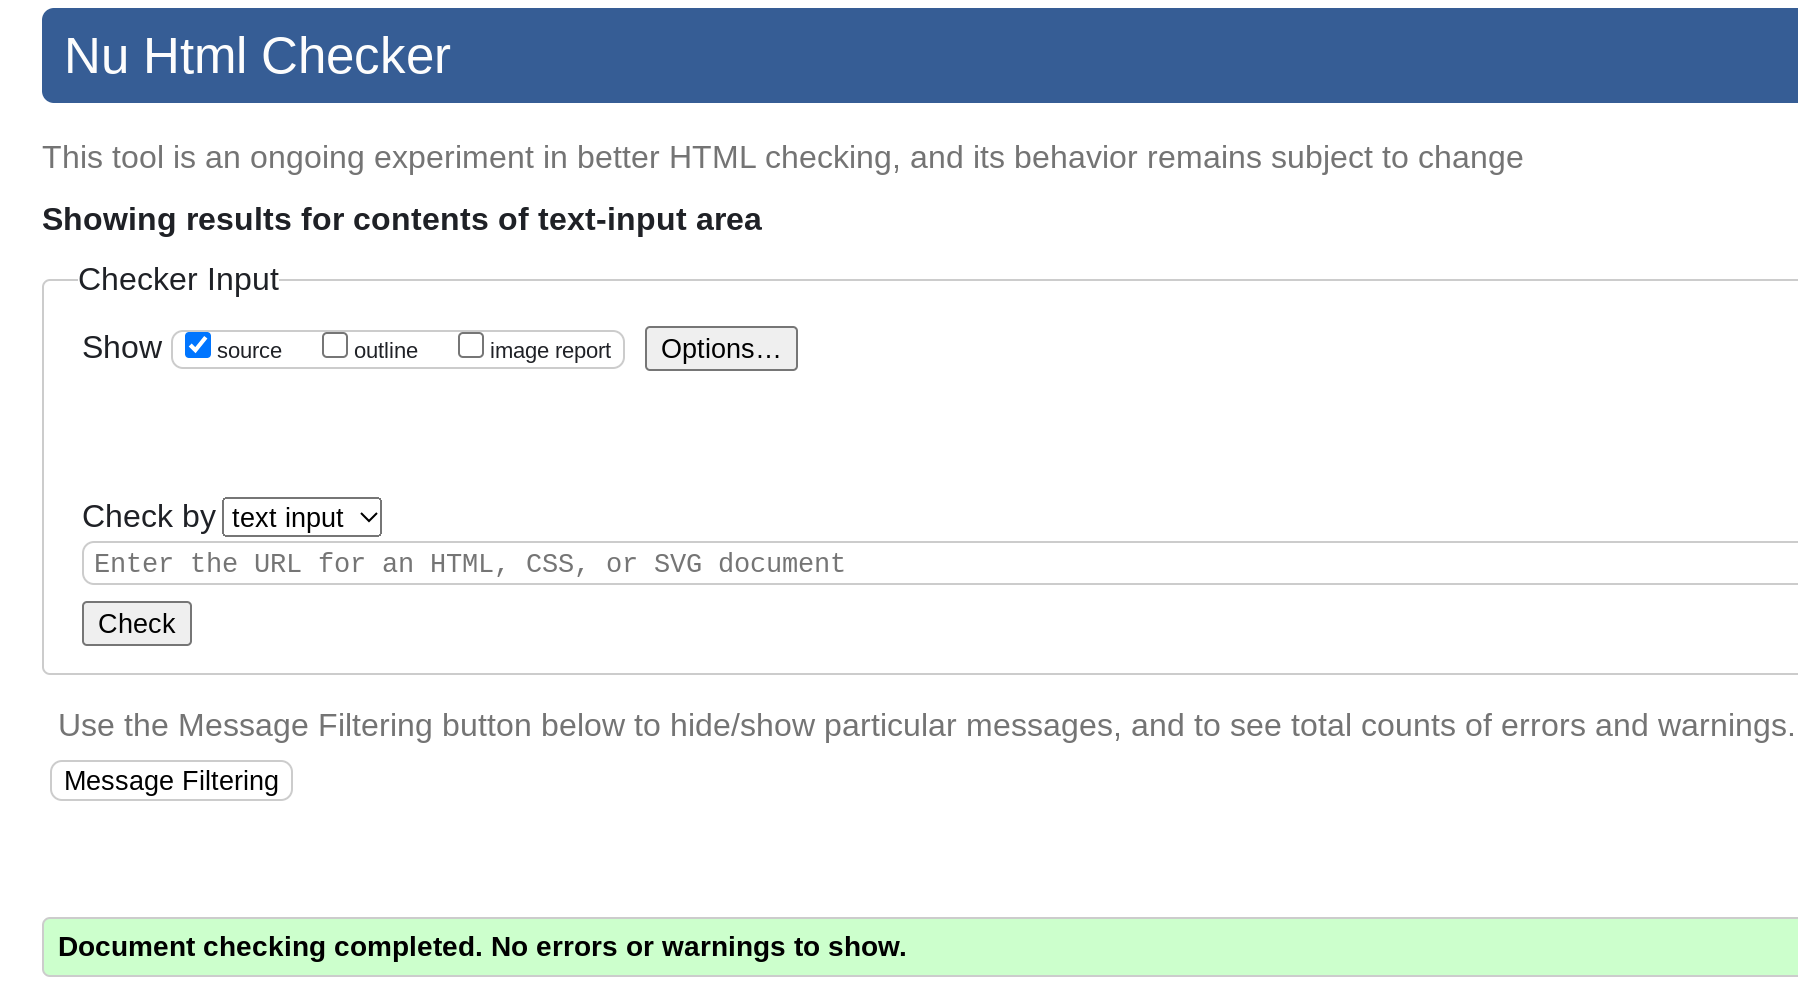 Nu Html Checker
This tool is an ongoing experiment in better HTML checking, and its behavior remains subject to change
Showing results for contents of text-input area
Checker Input
Show source outline image report Options…
Check by text input
Enter the URL for an HTML, CSS, or SVG document
Check
Use the Message Filtering button below to hide/show particular messages, and to see total counts of errors and warnings.
Message Filtering
Document checking completed. No errors or warnings to show.